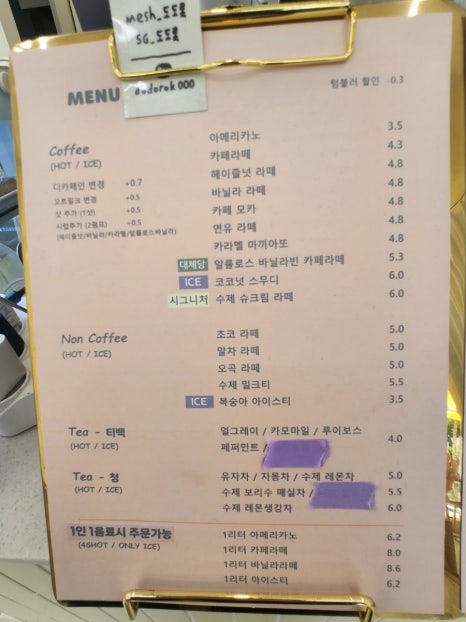 mesh_도도록
SG_도도록
dodorok000
MENU
텀블러 할인 -0.3
Coffee
(HOT / ICE)
디카페인 변경 +0.7
오트밀크 변경 +0.5
샷 추가 (1샷) +0.5
시럽추가 (2펌프) +0.5
(헤이즐넛/바닐라/카라멜/알룰로스바닐라)
아메리카노 3.5
카페라떼 4.3
헤이즐넛 라떼 4.8
바닐라 라떼 4.8
카페 모카 4.8
연유 라떼 4.8
카라멜 마끼아또 4.8
대체당 알룰로스 바닐라빈 카페라떼 5.3
ICE 코코넛 스무디 6.0
시그니처 수제 슈크림 라떼 6.0
Non Coffee
(HOT / ICE)
초코 라떼 5.0
말차 라떼 5.0
오곡 라떼 5.0
수제 밀크티 5.5
ICE 복숭아 아이스티 3.5
Tea - 티백
(HOT / ICE)
얼그레이 / 카모마일 / 루이보스
페퍼민트 / 4.0
Tea - 청
(HOT / ICE)
유자차 / 자몽차 / 수제 레몬차 5.0
수제 보리수 매실차 / 5.5
수제 레몬생강차 6.0
1인 1음료시 주문가능
(4SHOT / ONLY ICE)
1리터 아메리카노 6.2
1리터 카페라떼 8.0
1리터 바닐라라떼 8.6
1리터 아이스티 6.2